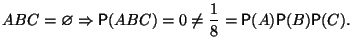 ABC = ∅ ⇒ P(ABC) = 0 ≠ 1/8 = P(A)P(B)P(C).